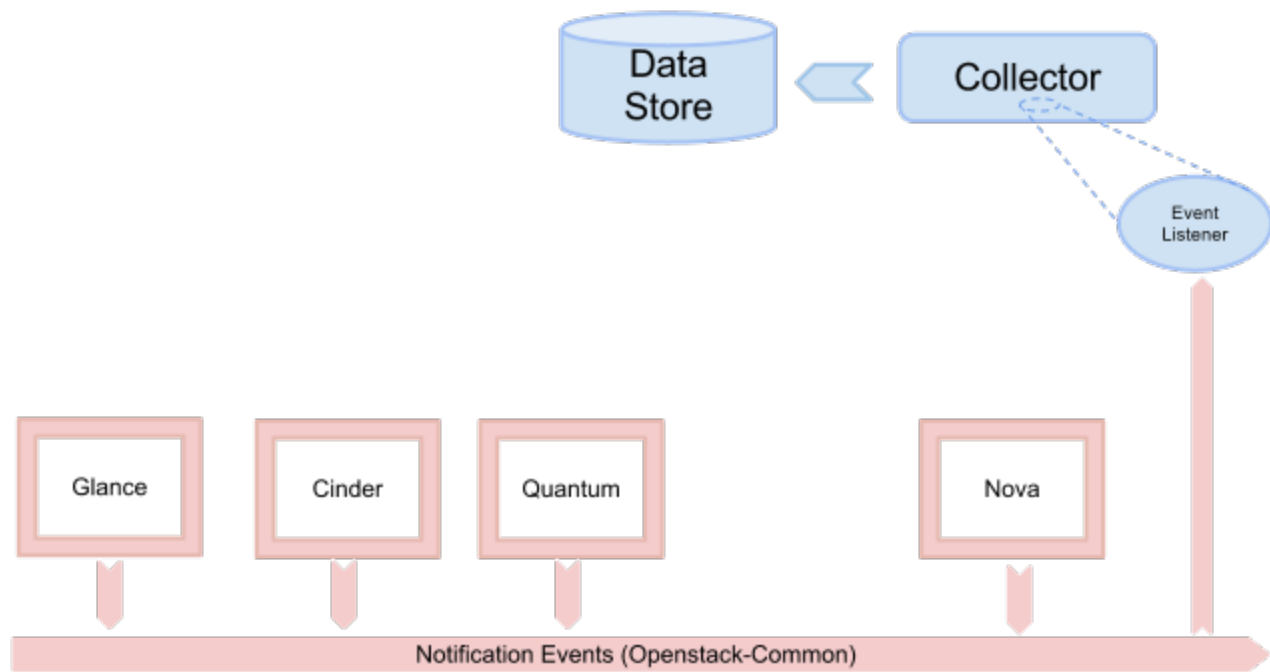 Data
Store
Collector
Event
Listener
Glance
Cinder
Quantum
Nova
Notification Events (Openstack-Common)